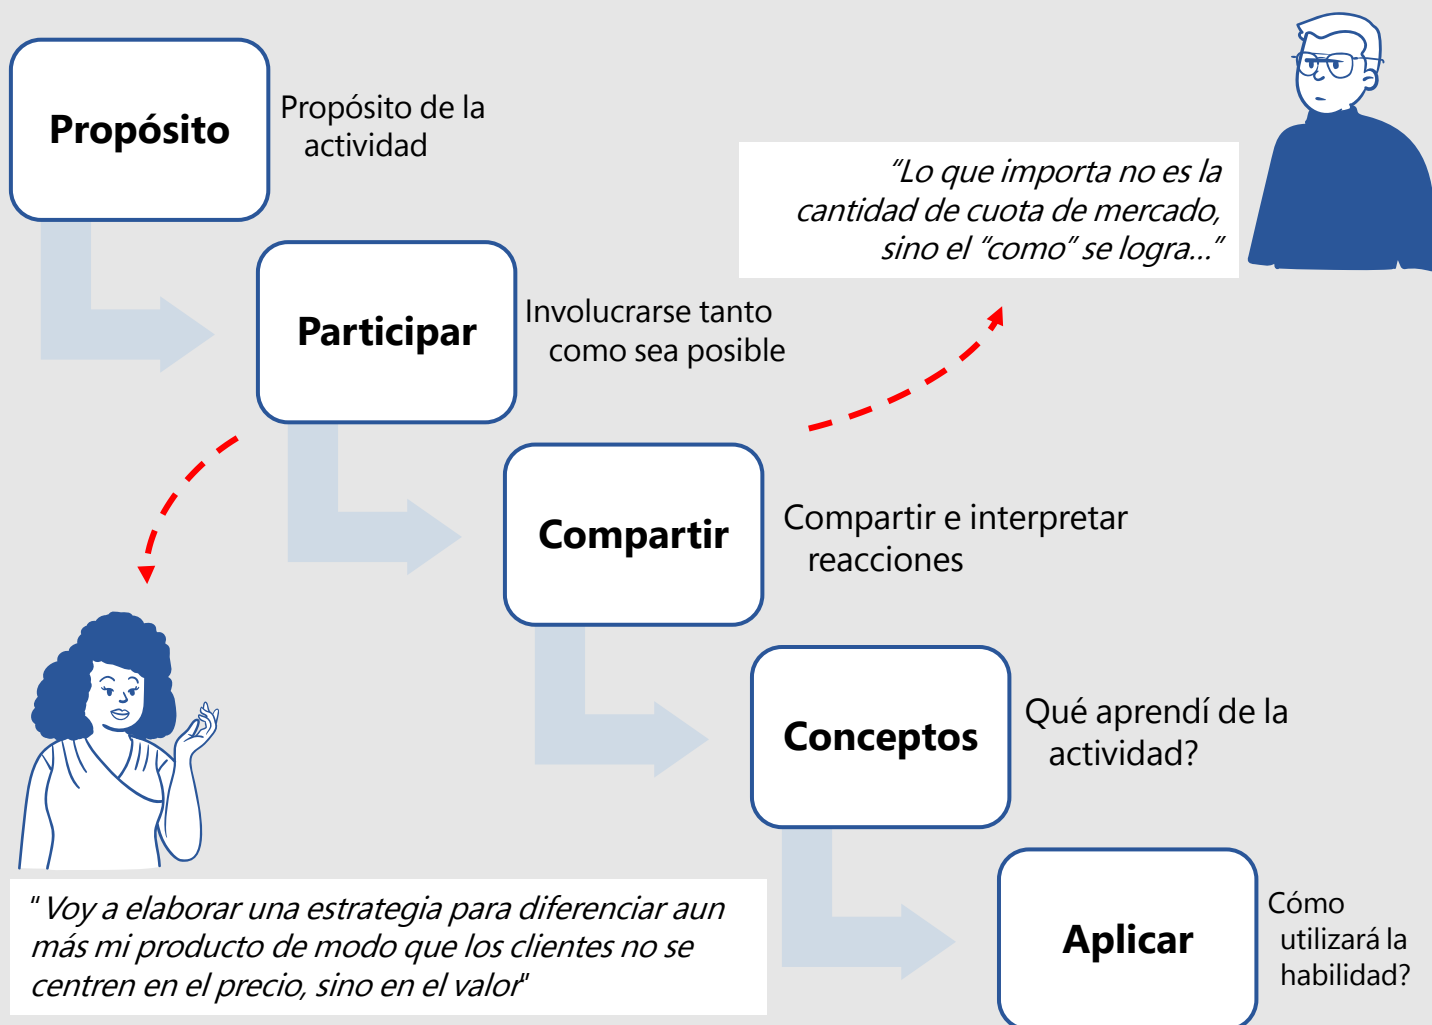 Propósito
Propósito de la
actividad
"Lo que importa no es la
cantidad de cuota de mercado,
sino el "como" se logra..."
Participar
Involucrarse tanto
como sea posible
Compartir
Compartir e interpretar
reacciones
Conceptos
Qué aprendí de la
actividad?
"Voy a elaborar una estrategia para diferenciar aun
más mi producto de modo que los clientes no se
centren en el precio, sino en el valor"
Aplicar
Cómo
utilizará la
habilidad?